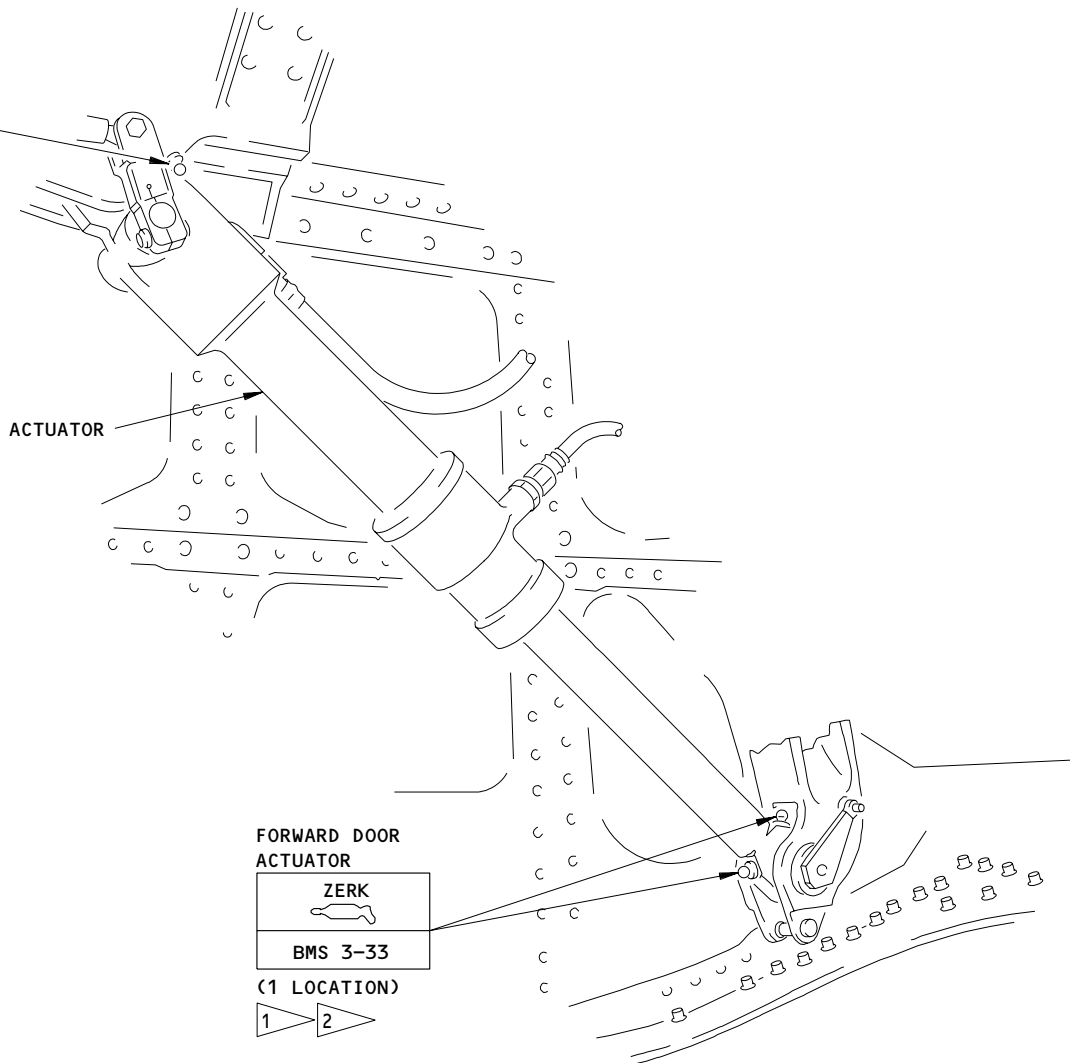 ACTUATOR
FORWARD DOOR
ACTUATOR
ZERK
BMS 3-33
(1 LOCATION)
1 2